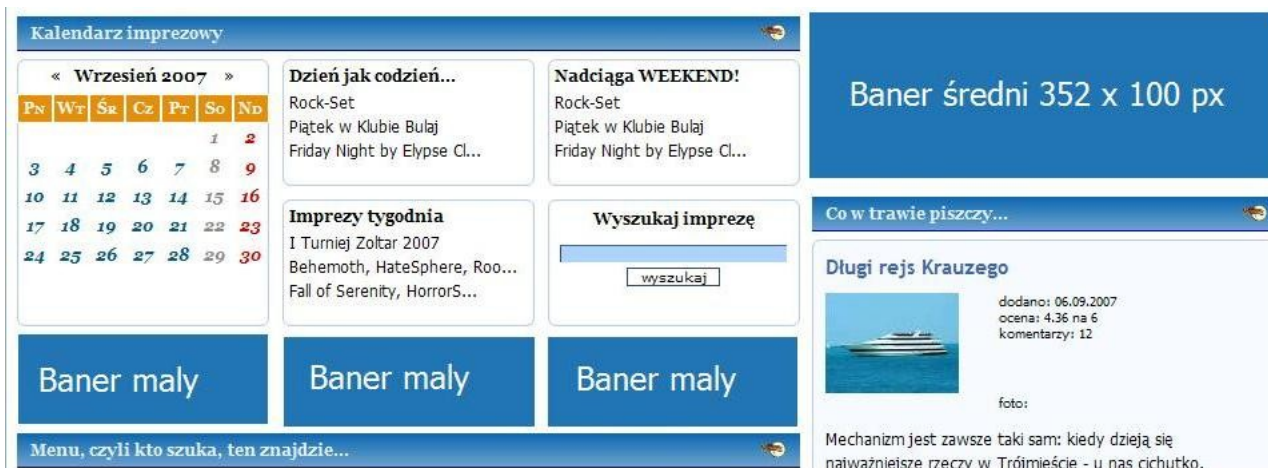 Kalendarz imprezowy
« Wrzesień 2007 »
PN WT ŚR CZ PT SO ND
1 2
3 4 5 6 7 8 9
10 11 12 13 14 15 16
17 18 19 20 21 22 23
24 25 26 27 28 29 30
Dzień jak codzień...
Rock-Set
Piątek w Klubie Bulaj
Friday Night by Elypse Cl...
Nadciąga WEEKEND!
Rock-Set
Piątek w Klubie Bulaj
Friday Night by Elypse Cl...
Imprezy tygodnia
I Turniej Zoltar 2007
Behemoth, HateSphere, Roo...
Fall of Serenity, HorrorS...
Wyszukaj imprezę
wyszukaj
Baner maly
Baner maly
Baner maly
Menu, czyli kto szuka, ten znajdzie...
Baner średni 352 x 100 px
Co w trawie piszczy...
Długi rejs Krauzego
dodano: 06.09.2007
ocena: 4.36 na 6
komentarzy: 12
foto:
Mechanizm jest zawsze taki sam: kiedy dzieją się
najważniejsze rzeczy w Trójmieście - u nas cichutko.